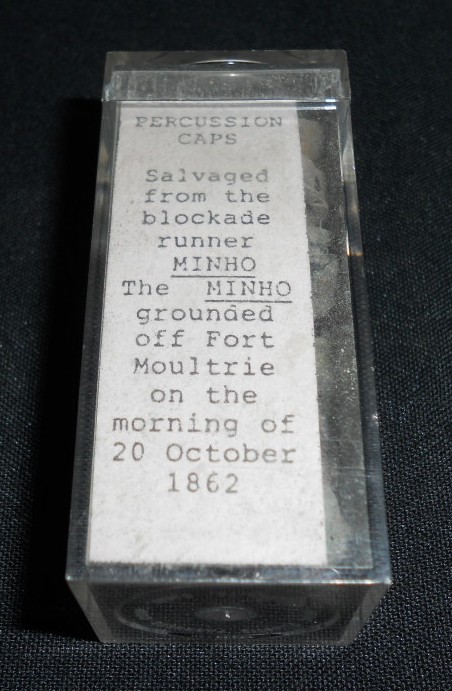 PERCUSSION
CAPS
Salvaged
from the
blockade
runner
MINHO
The MINHO
grounded
off Fort
Moultrie
on the
morning of
20 October
1862